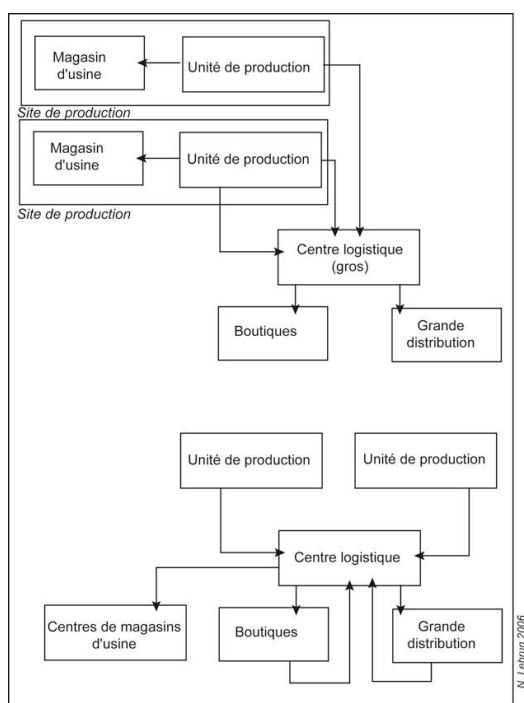 Magasin
d'usine
Unité de production
Site de production
Magasin
d'usine
Unité de production
Site de production
Centre logistique
(gros)
Boutiques
Grande
distribution
Unité de production
Unité de production
Centre logistique
Centres de magasins
d'usine
Boutiques
Grande
distribution
N. Lebrun 2006